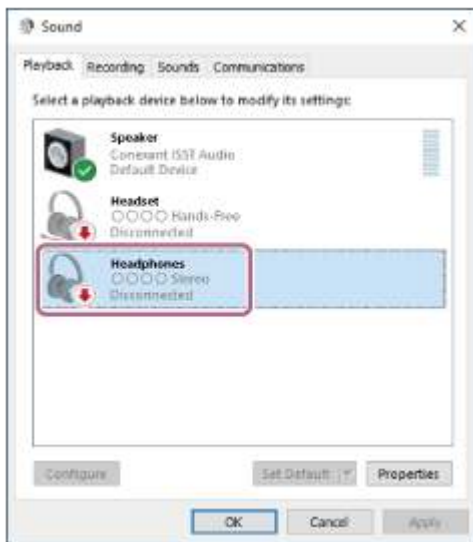 Sound
Playback Recording Sounds Communications
Select a playback device below to modify its settings:
Speaker
Conexant ISST Audio
Default Device
Headset
○○○○ Hands-Free
Disconnected
Headphones
○○○○ Stereo
Disconnected
Configure Set Default Properties
OK Cancel Apply